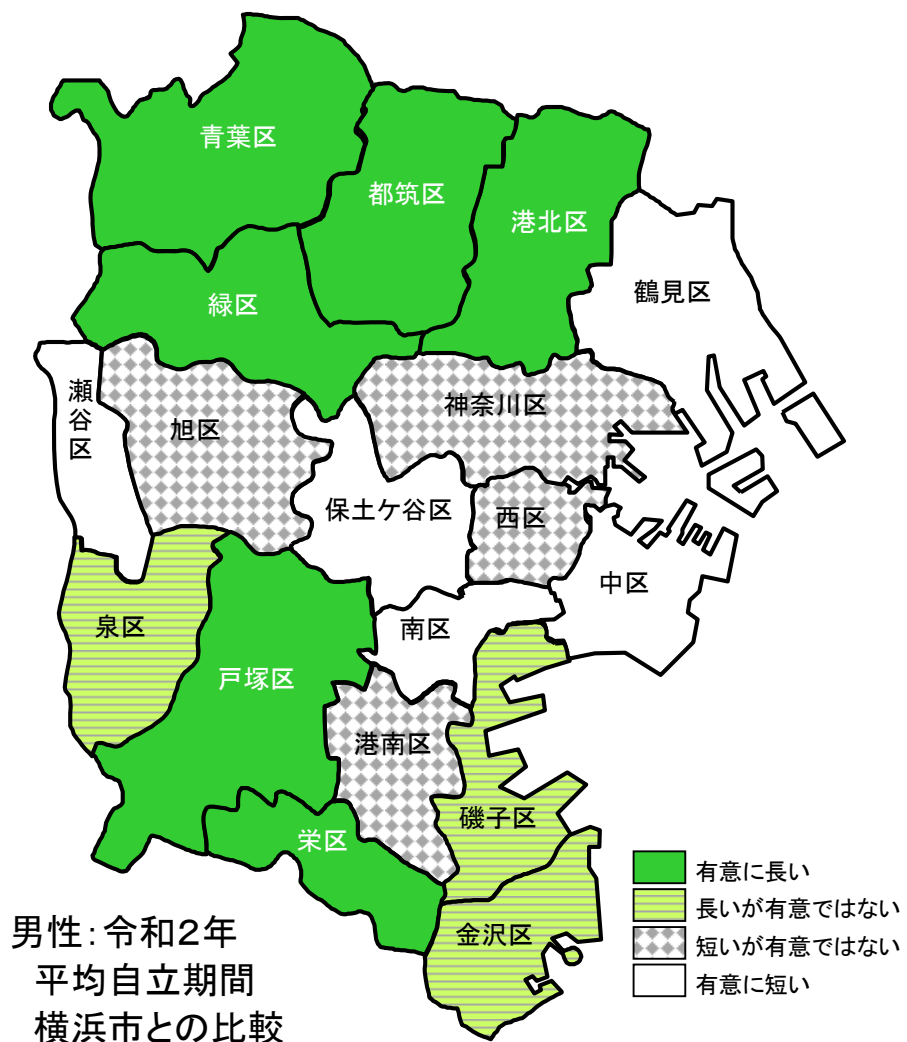 青葉区
都筑区
港北区
緑区
鶴見区
瀬谷区
旭区
神奈川区
保土ケ谷区
西区
中区
泉区
南区
戸塚区
港南区
磯子区
栄区
金沢区
有意に長い
長いが有意ではない
短いが有意ではない
有意に短い
男性：令和2年
平均自立期間
横浜市との比較